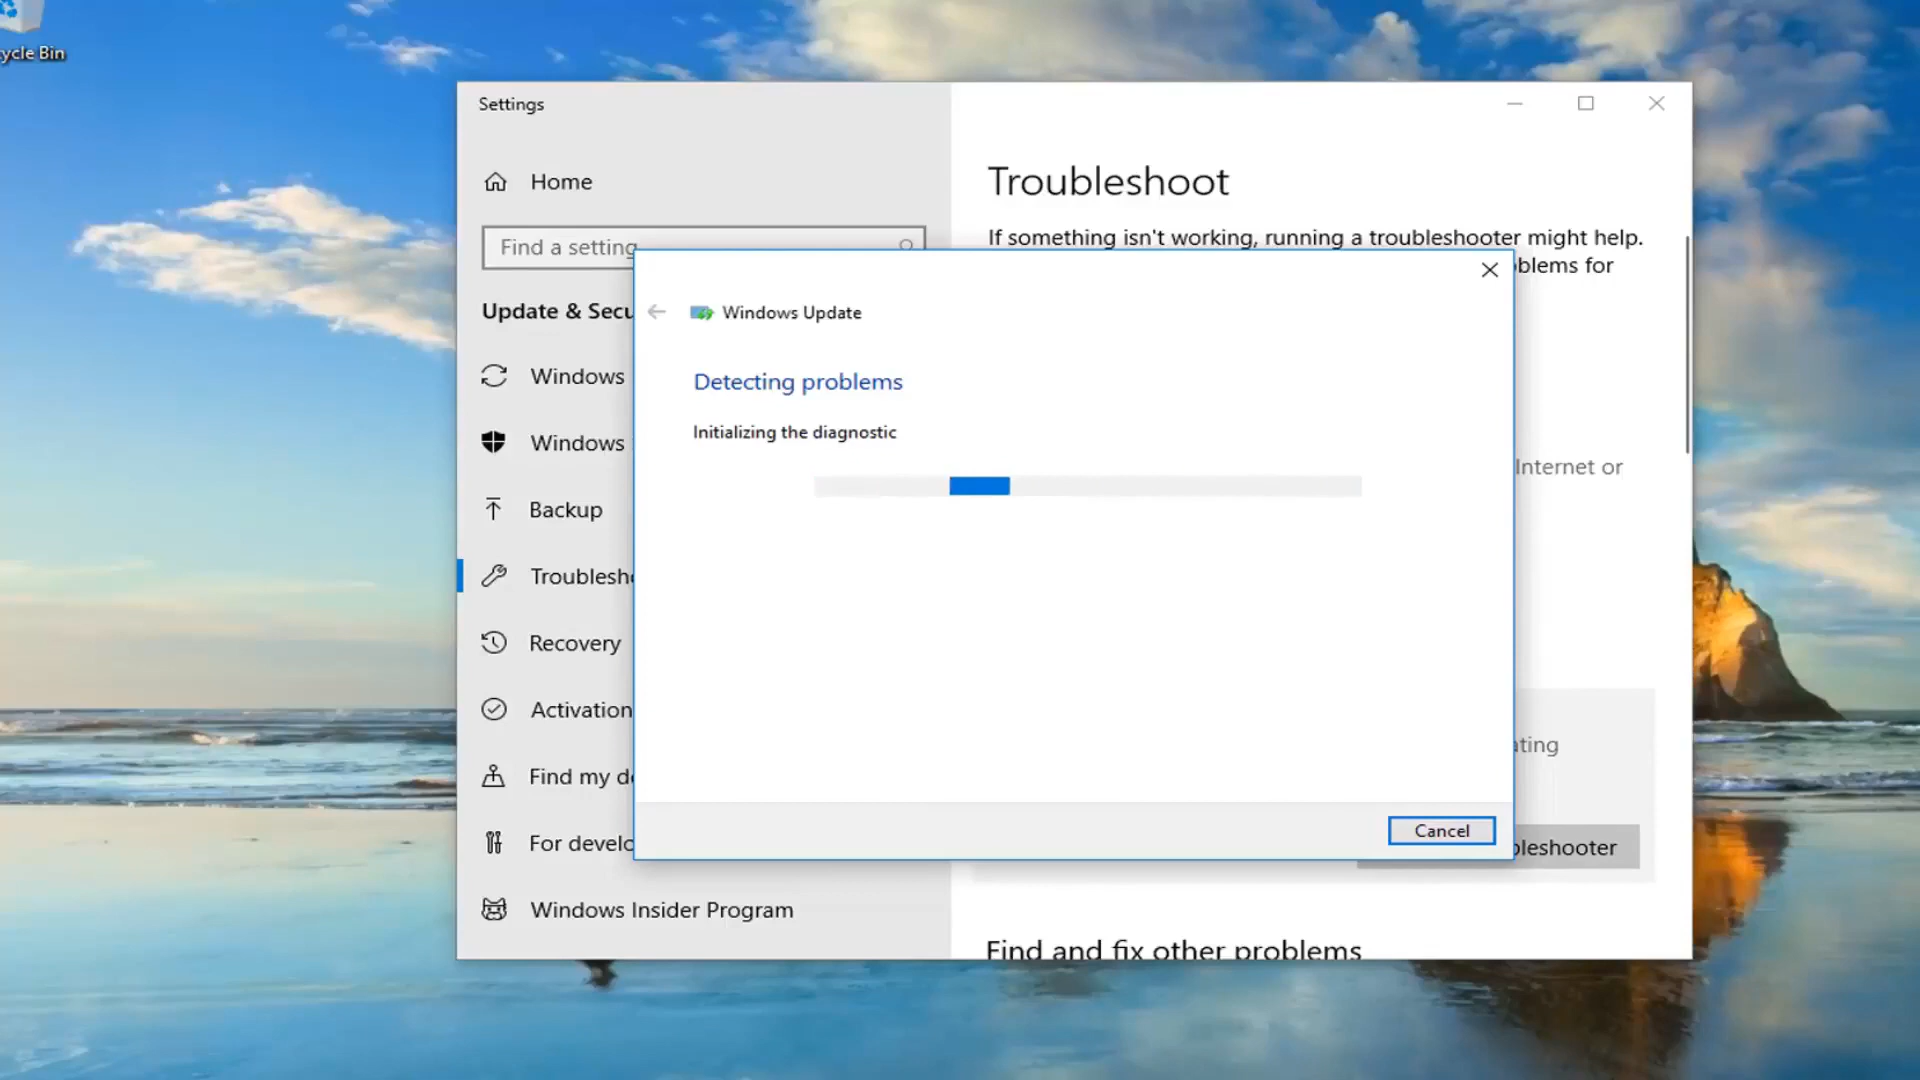 ycle Bin
Settings
Home
Find a setting
Update & Secu
Windows
Windows
Backup
Troublesh
Recovery
Activation
Find my d
For develo
Windows Insider Program
Troubleshoot
If something isn't working, running a troubleshooter might help.
blems for
Internet or
ating
bleshooter
Find and fix other problems
Windows Update
Detecting problems
Initializing the diagnostic
Cancel